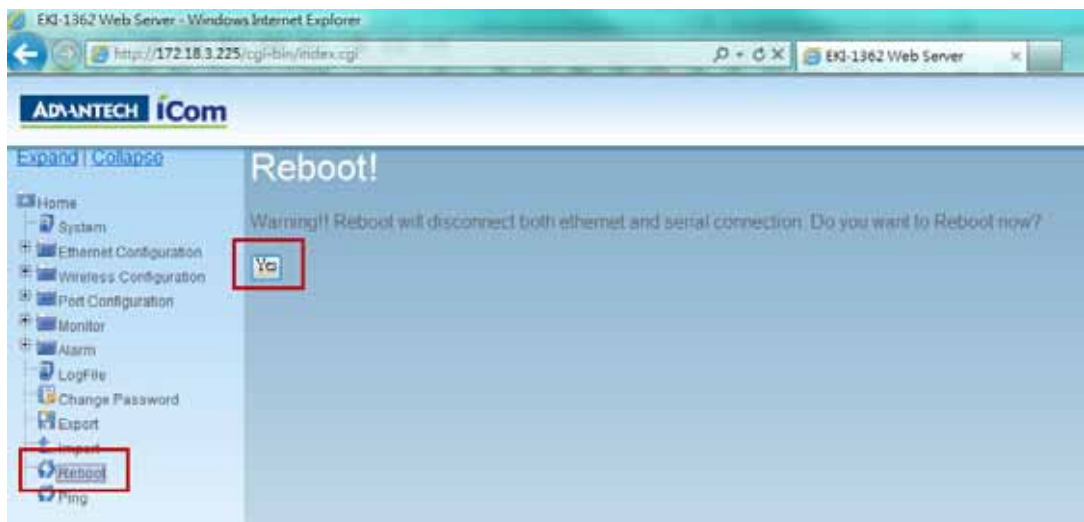 EKI-1362 Web Server - Windows Internet Explorer
http://172.18.3.225/cgi-bin/index.cgi
EKI-1362 Web Server
ADVANTECH iCom
Expand | Collapse
Reboot!
Home
System
Warning!! Reboot will disconnect both ethernet and serial connection. Do you want to Reboot now?
Ethernet Configuration
Yes
Wireless Configuration
Port Configuration
Monitor
Alarm
LogFile
Change Password
Export
Import
Reboot
Ping